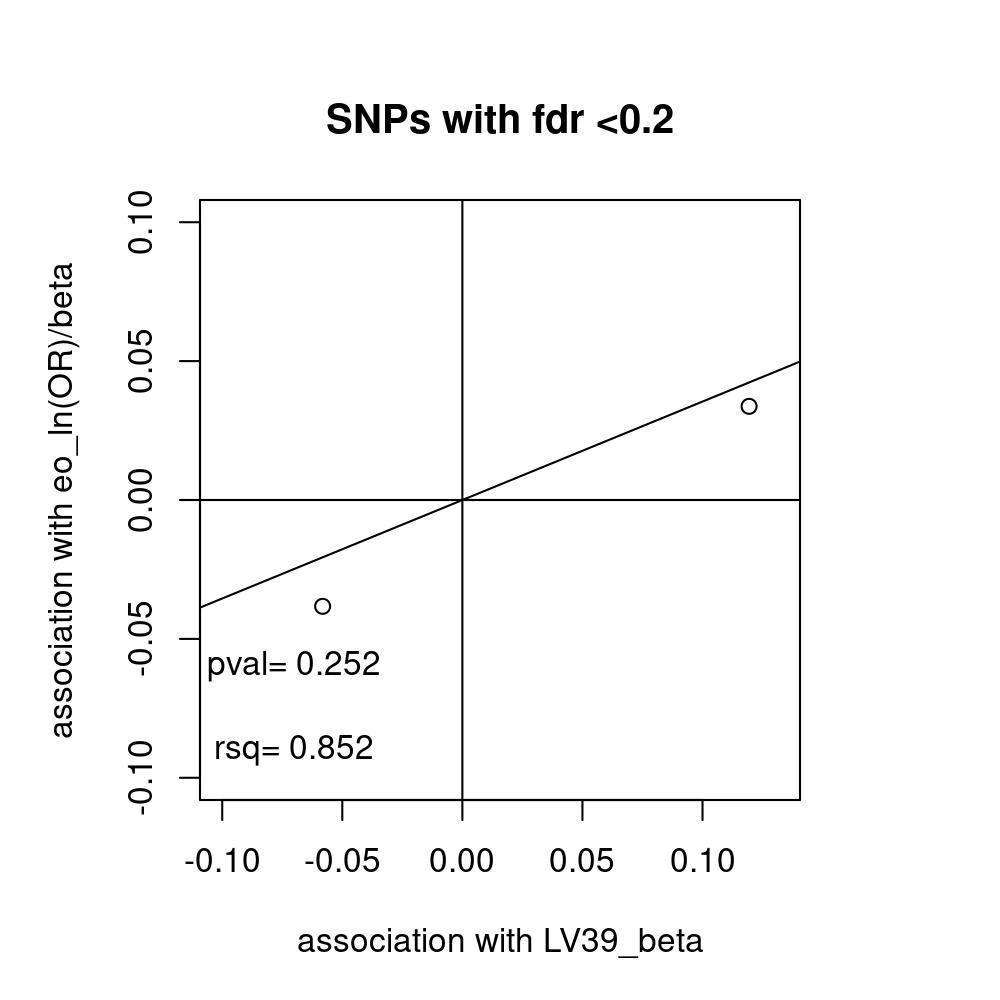 SNPs with fdr <0.2
association with eo_ln(OR)/beta
0.10
0.05
0.00
-0.05
-0.10
pval= 0.252
rsq= 0.852
-0.10 -0.05 0.00 0.05 0.10
association with LV39_beta